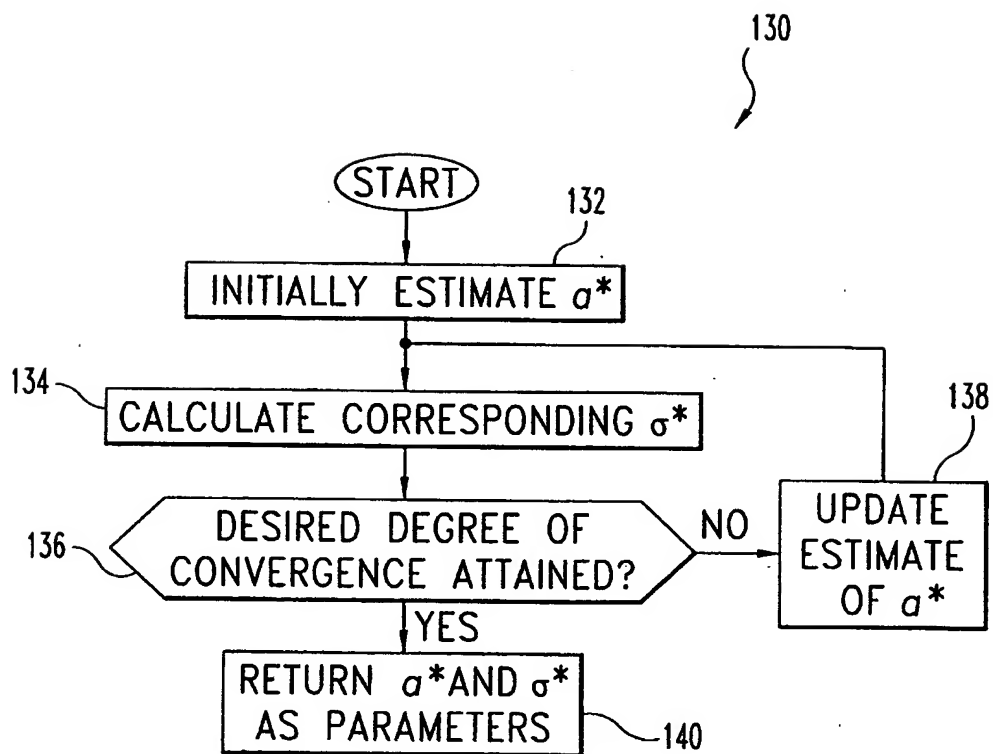 130
START
132
INITIALLY ESTIMATE a*
134
CALCULATE CORRESPONDING σ*
138
136
DESIRED DEGREE OF
CONVERGENCE ATTAINED?
NO
UPDATE
ESTIMATE
OF a*
YES
RETURN a* AND σ*
AS PARAMETERS
140